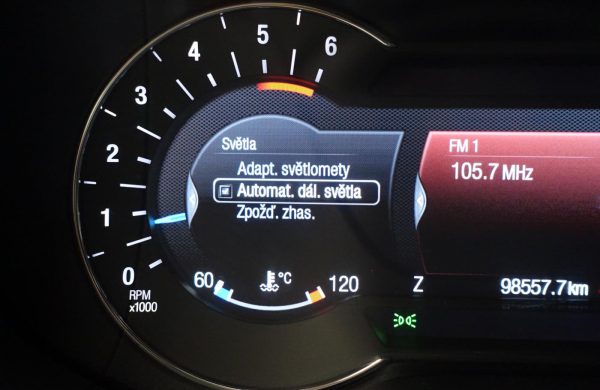 6
5
4
3
2
1
0
RPM
x1000
Světla
Adapt. světlomety
Automat. dál. světla
Zpožď. zhas.
60
°C
120
FM 1
105.7 MHz
Z
98557.7km